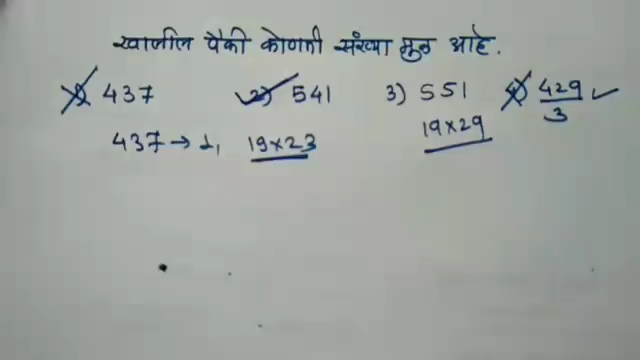 खालील पैकी कोणती संख्या मुळ आहे.
1) 437 2) 541 3) 551 4) 429/3
437 → 1, 19×23 19×29